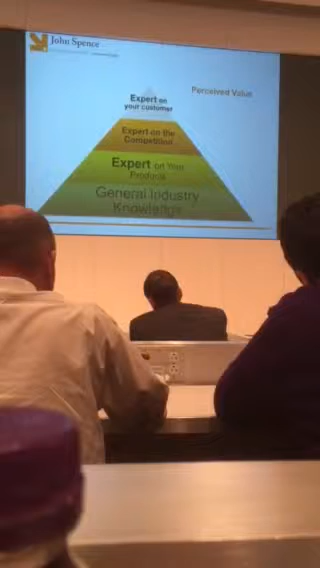 John Spence
Perceived Value
Expert on
your customer
Expert on the
Competition
Expert on Your
Products
General Industry
Knowledge